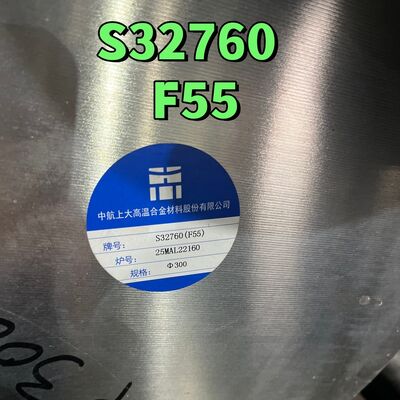 S32760
F55
中航上大高温合金材料股份有限公司
牌号: S32760(F55)
炉号: 25MAL22160
规格: Φ300